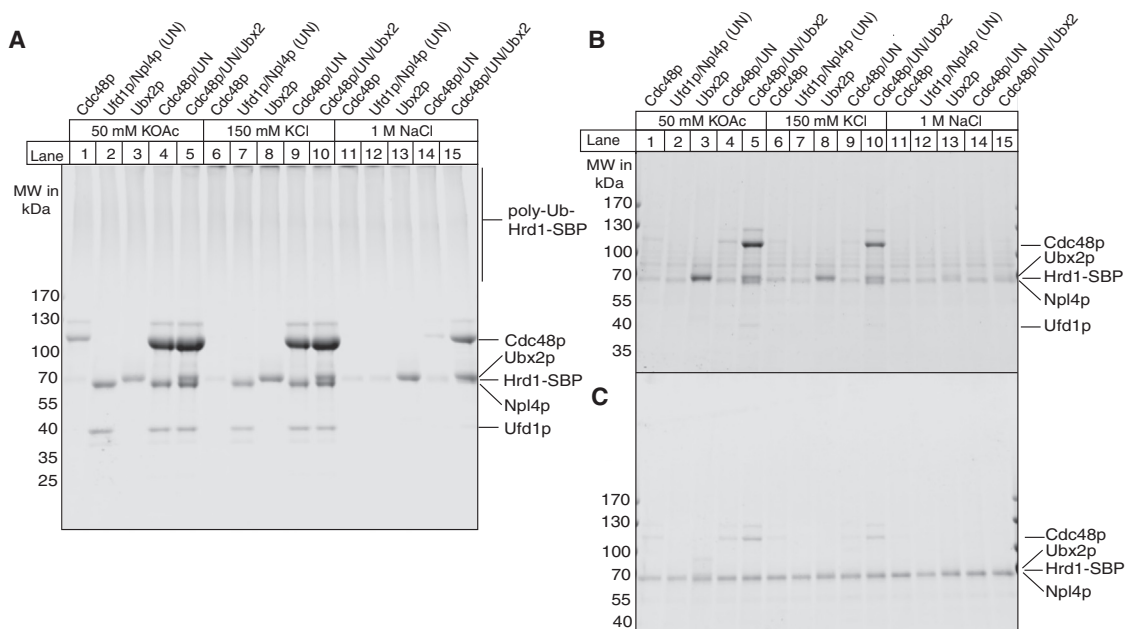 A
Cdc48p
Ufd1p/Npl4p (UN)
Ubx2p
Cdc48p/UN
Cdc48p/UN/Ubx2
Cdc48p
Ufd1p/Npl4p (UN)
Ubx2p
Cdc48p/UN
Cdc48p/UN/Ubx2
Cdc48p
Ufd1p/Npl4p (UN)
Ubx2p
Cdc48p/UN
Cdc48p/UN/Ubx2
50 mM KOAc 150 mM KCl 1 M NaCl
Lane 1 2 3 4 5 6 7 8 9 10 11 12 13 14 15
MW in
kDa
170
130
100
70
55
40
35
25
poly-Ub-
Hrd1-SBP
Cdc48p
Ubx2p
Hrd1-SBP
Npl4p
Ufd1p
B
Cdc48p
Ufd1p/Npl4p (UN)
Ubx2p
Cdc48p/UN
Cdc48p/UN/Ubx2
Cdc48p
Ufd1p/Npl4p (UN)
Ubx2p
Cdc48p/UN
Cdc48p/UN/Ubx2
Cdc48p
Ufd1p/Npl4p (UN)
Ubx2p
Cdc48p/UN
Cdc48p/UN/Ubx2
50 mM KOAc 150 mM KCl 1 M NaCl
Lane 1 2 3 4 5 6 7 8 9 10 11 12 13 14 15
MW in
kDa
170
130
100
70
55
40
35
Cdc48p
Ubx2p
Hrd1-SBP
Npl4p
Ufd1p
C
170
130
100
70
55
40
Cdc48p
Ubx2p
Hrd1-SBP
Npl4p